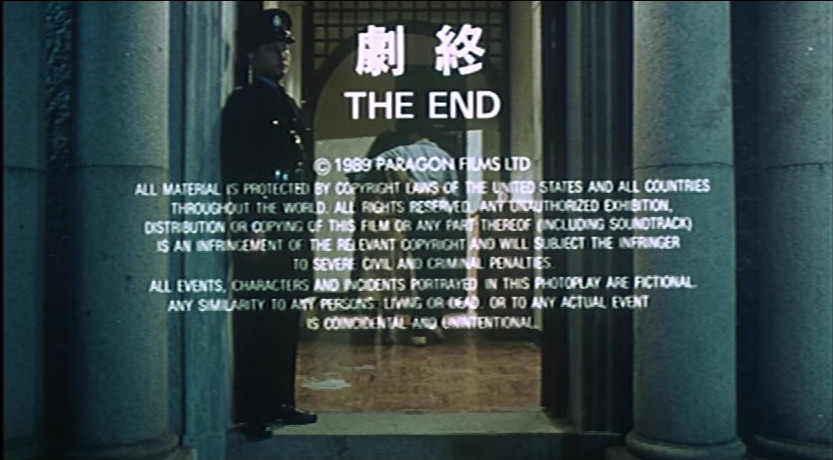 劇終
THE END
© 1989 PARAGON FILMS LTD
ALL MATERIAL IS PROTECTED BY COPYRIGHT LAWS OF THE UNITED STATES AND ALL COUNTRIES
THROUGHOUT THE WORLD. ALL RIGHTS RESERVED. ANY UNAUTHORIZED EXHIBITION,
DISTRIBUTION OR COPYING OF THIS FILM OR ANY PART THEREOF (INCLUDING SOUNDTRACK)
IS AN INFRINGEMENT OF THE RELEVANT COPYRIGHT AND WILL SUBJECT THE INFRINGER
TO SEVERE CIVIL AND CRIMINAL PENALTIES.
ALL EVENTS, CHARACTERS AND INCIDENTS PORTRAYED IN THIS PHOTOPLAY ARE FICTIONAL.
ANY SIMILARITY TO ANY PERSONS, LIVING OR DEAD, OR TO ANY ACTUAL EVENT
IS COINCIDENTAL AND UNINTENTIONAL.